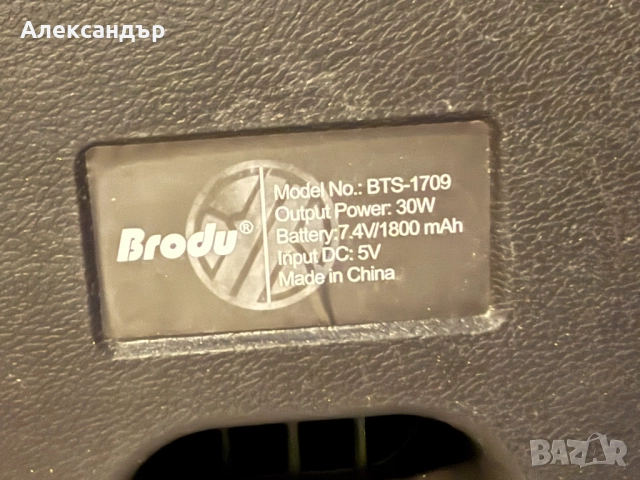 Александър
Brodu®
Model No.: BTS-1709
Output Power: 30W
Battery:7.4V/1800 mAh
Input DC: 5V
Made in China
BAZAR